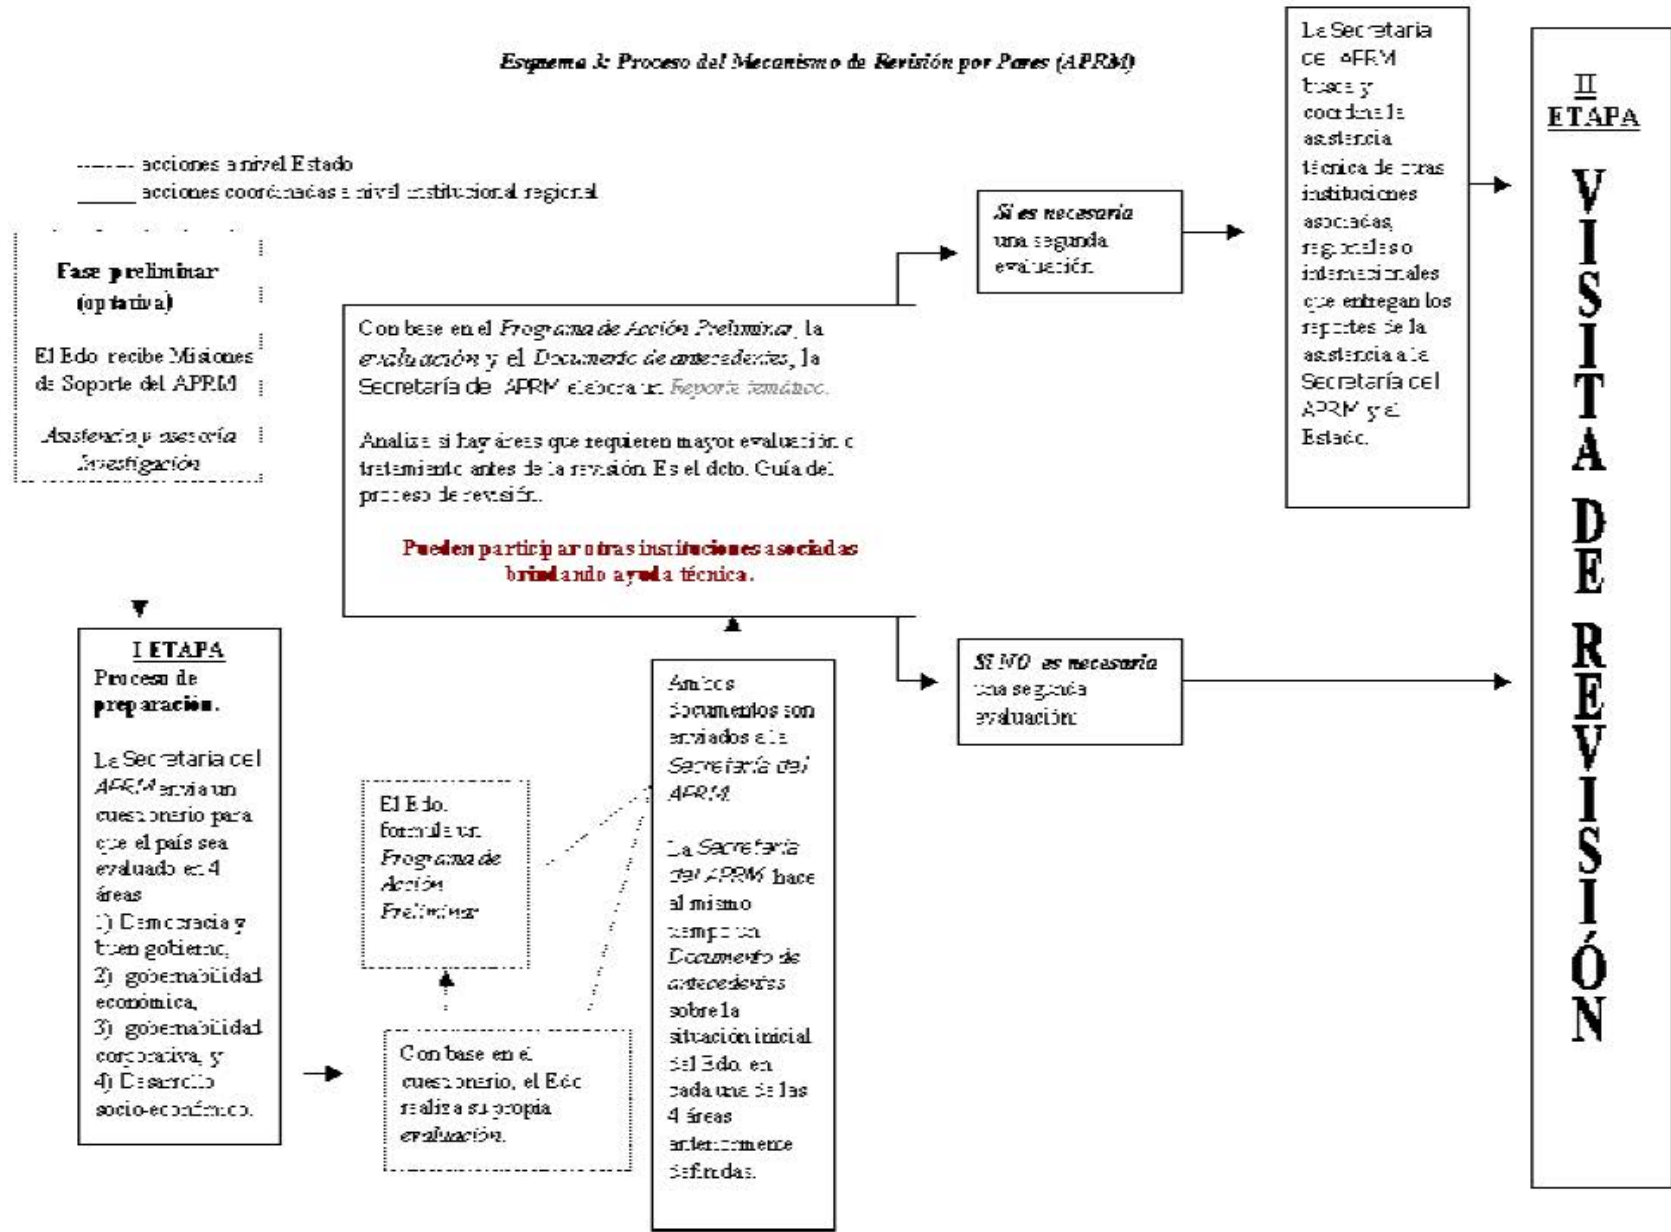 Esquema 3: Proceso del Mecanismo de Revisión por Pares (APRM)
acciones a nivel Estado
acciones coordinadas a nivel institucional regional
Fase preliminar
(optativa)
El Edo. recibe Misiones
de Soporte del APRM
Asistencia y asesoría
Investigación
I ETAPA
Proceso de
preparación.
La Secretaría del
APRM envía un
cuestionario para
que el país sea
evaluado en 4
áreas
1) Democracia y
buen gobierno,
2) gobernabilidad
económica,
3) gobernabilidad
corporativa, y
4) Desarrollo
socio-económico.
Con base en el
cuestionario, el Edo
realiza su propia
evaluación.
El Edo.
formula un
Programa de
Acción
Preliminar
Ambos
documentos son
enviados a la
Secretaría del
APRM.
La Secretaría
del APRM hace
al mismo
tiempo un
Documento de
antecedentes
sobre la
situación inicial
del Edo. en
cada una de las
4 áreas
anteriormente
definidas.
Con base en el Programa de Acción Preliminar, la
evaluación y el Documento de antecedentes, la
Secretaría del APRM elabora un Reporte temático.
Analiza si hay áreas que requieren mayor evaluación o
tratamiento antes de la revisión. Es el dcto. Guía del
proceso de revisión.
Pueden participar otras instituciones asociadas
brindando ayuda técnica.
Si es necesaria
una segunda
evaluación
Si NO es necesaria
una segunda
evaluación:
La Secretaría
del APRM
busca y
coordina la
asistencia
técnica de otras
instituciones
asociadas,
regionales o
internacionales
que entregan los
reportes de la
asistencia a la
Secretaría del
APRM y al
Estado.
II
ETAPA
VISITA DE REVISIÓN